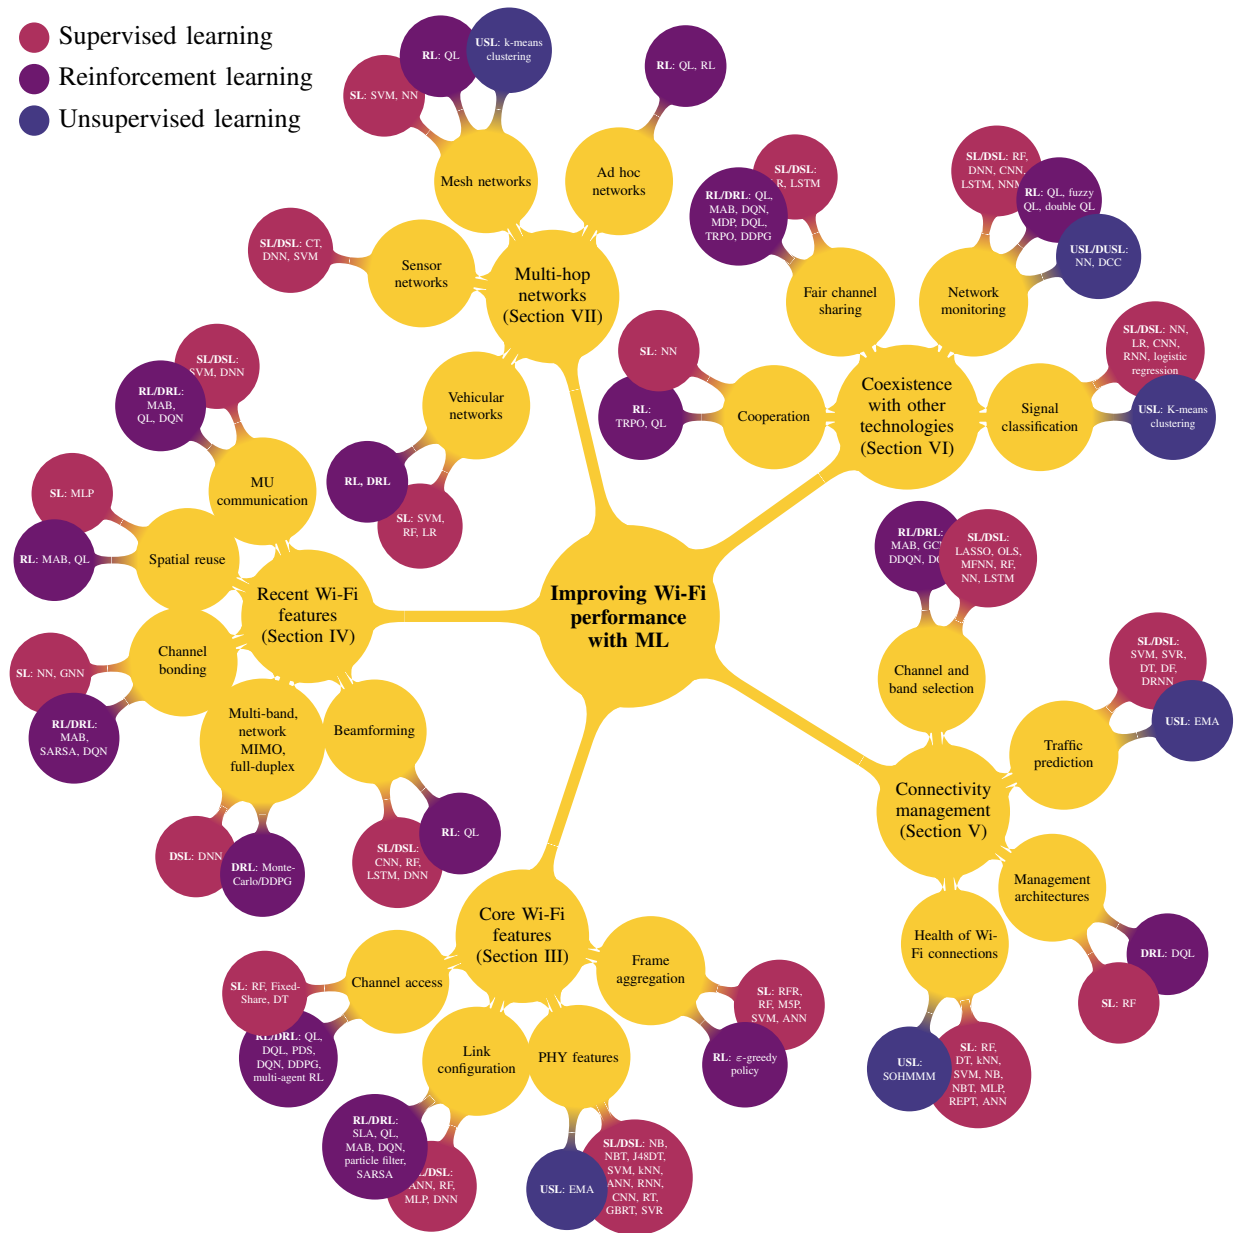 Supervised learning
Reinforcement learning
Unsupervised learning
RL: QL
USL: k-means
clustering
SL: SVM, NN
Mesh networks
RL: QL, RL
Ad hoc
networks
SL/DSL: CT,
DNN, SVM
Sensor
networks
Multi-hop
networks
(Section VII)
Vehicular
networks
RL, DRL
SL: SVM,
RF, LR
SL/DSL:
LSTM
RL/DRL: QL,
MAB, DQN,
MDP, DQL,
TRPO, DDPG
Fair channel
sharing
SL/DSL: RF,
DNN, CNN,
LSTM,
RL: QL, fuzzy
QL, double QL
USL/DUSL:
NN, DCC
Network
monitoring
SL: NN
RL:
TRPO, QL
Cooperation
Coexistence
with other
technologies
(Section VI)
Signal
classification
SL/DSL: NN,
LR, CNN,
RNN, logistic
regression
USL: K-means
clustering
SL/DSL:
SVM, DNN
RL/DRL:
MAB,
QL, DQN
MU
communication
SL: MLP
RL: MAB, QL
Spatial reuse
Recent Wi-Fi
features
(Section IV)
Channel
bonding
SL: NN, GNN
RL/DRL:
MAB,
SARSA, DQN
Multi-band,
network
MIMO,
full-duplex
DSL: DNN
DRL: Monte-
Carlo/DDPG
Beamforming
SL/DSL:
CNN, RF,
LSTM, DNN
RL: QL
Improving Wi-Fi
performance
with ML
RL/DRL:
MAB,
DDQN,
SL/DSL:
LASSO, OLS,
MFNN, RF,
NN, LSTM
Channel and
band selection
SL/DSL:
SVM, SVR,
DT, DF,
DRNN
USL: EMA
Traffic
prediction
Connectivity
management
(Section V)
Management
architectures
DRL: DQL
SL: RF
Health of Wi-
Fi connections
USL:
SOHMMM
SL: RF,
DT, kNN,
SVM, NB,
NBT, MLP,
REPT, ANN
Core Wi-Fi
features
(Section III)
Channel access
SL: RF, Fixed-
Share, DT
RL/DRL: QL,
DQL, PDS,
DQN, DDPG,
multi-agent RL
Link
configuration
RL/DRL:
SLA, QL,
MAB, DQN,
particle filter,
SARSA
SL/DSL:
ANN, RF,
MLP, DNN
PHY features
USL: EMA
SL/DSL: NB,
NBT, J48DT,
SVM, kNN,
ANN, RNN,
CNN, RT,
GBRT, SVR
Frame
aggregation
SL: RFR,
RF, M5P,
SVM, ANN
RL: ε-greedy
policy